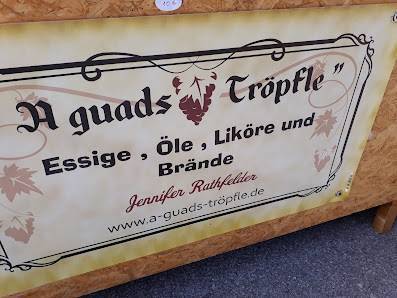 A guads Tröpfle "
Essige , Öle , Liköre und
Brände
Jennifer Rathfelder
www.a-guads-tröpfle.de